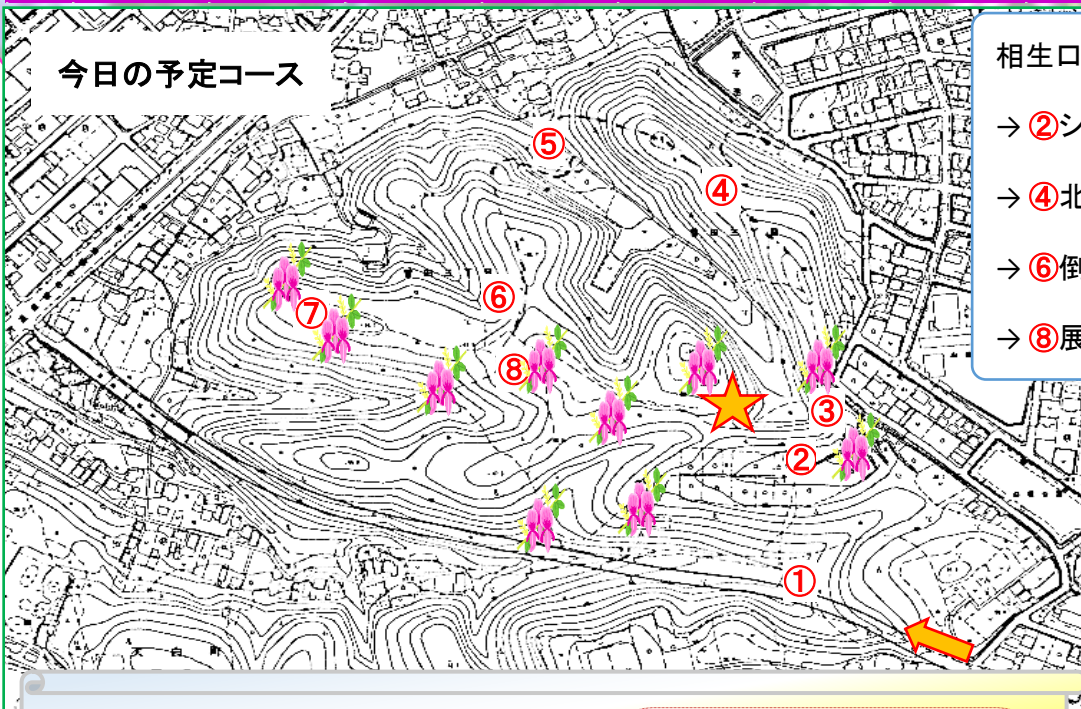 今日の予定コース
相生口
→ ②シ
→ ④北
→ ⑥倒
→ ⑧展
⑤
④
⑥
⑦
⑧
③
②
①